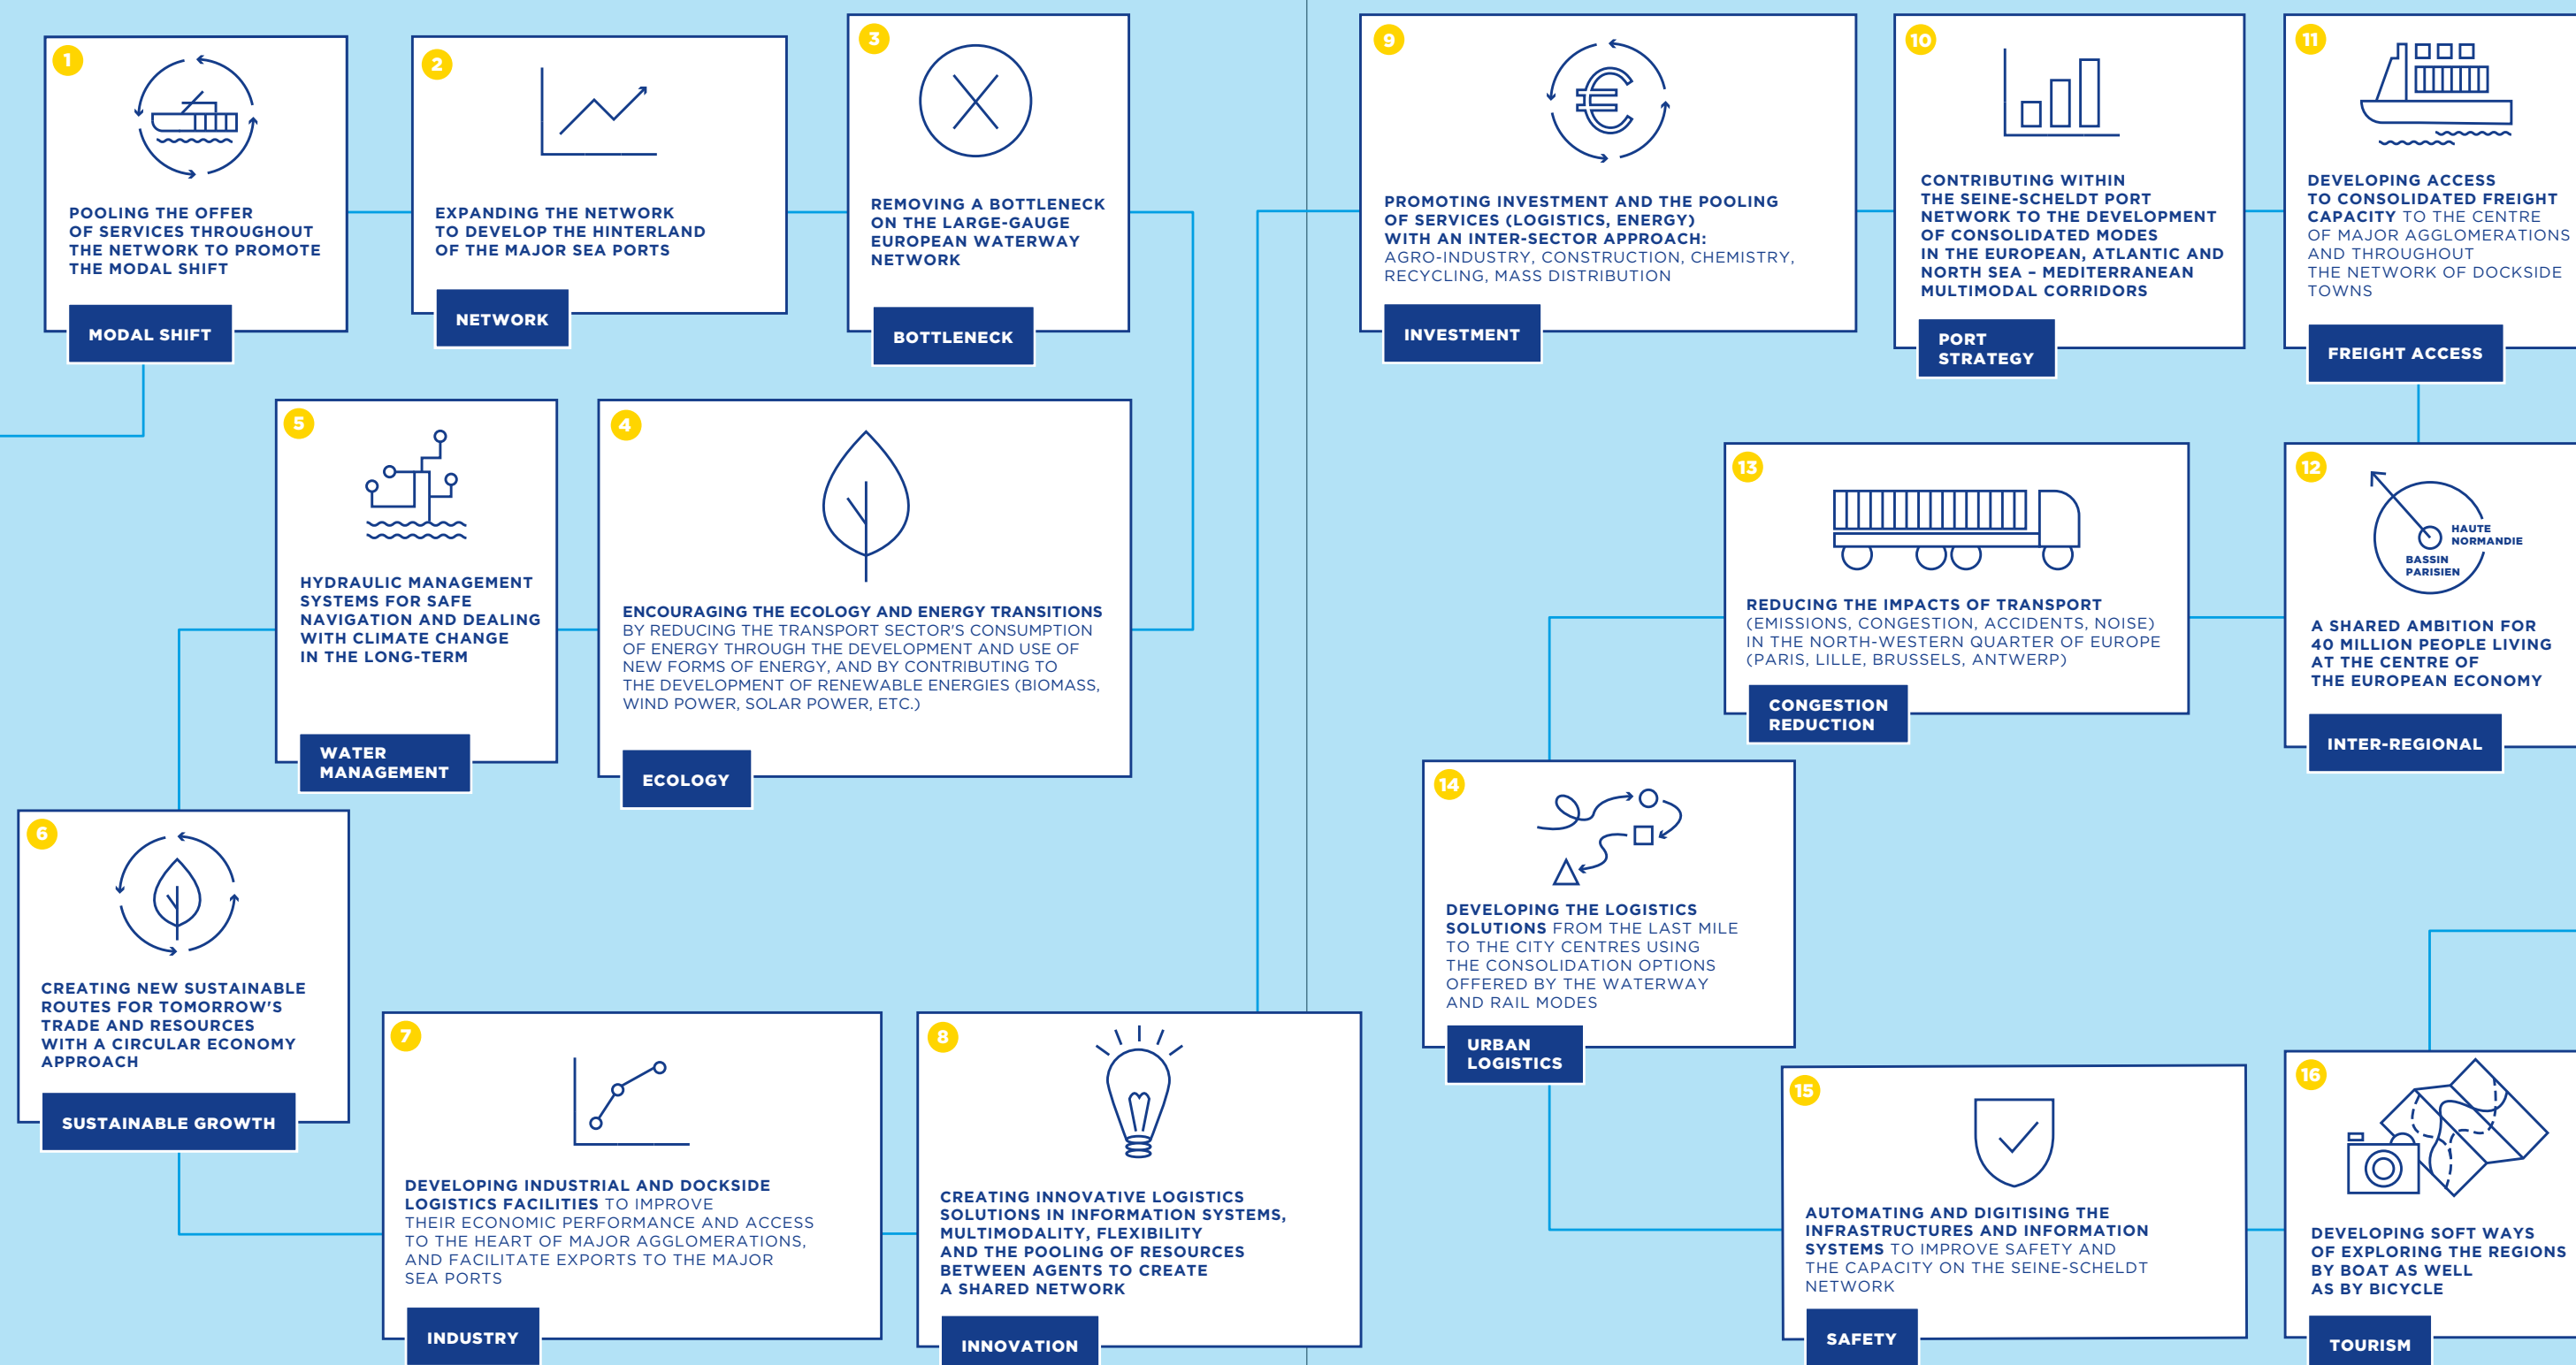 1
POOLING THE OFFER
OF SERVICES THROUGHOUT
THE NETWORK TO PROMOTE
THE MODAL SHIFT
MODAL SHIFT
2
EXPANDING THE NETWORK
TO DEVELOP THE HINTERLAND
OF THE MAJOR SEA PORTS
NETWORK
3
REMOVING A BOTTLENECK
ON THE LARGE-GAUGE
EUROPEAN WATERWAY
NETWORK
BOTTLENECK
4
ENCOURAGING THE ECOLOGY AND ENERGY TRANSITIONS
BY REDUCING THE TRANSPORT SECTOR'S CONSUMPTION
OF ENERGY THROUGH THE DEVELOPMENT AND USE OF
NEW FORMS OF ENERGY, AND BY CONTRIBUTING TO
THE DEVELOPMENT OF RENEWABLE ENERGIES (BIOMASS,
WIND POWER, SOLAR POWER, ETC.)
ECOLOGY
5
HYDRAULIC MANAGEMENT
SYSTEMS FOR SAFE
NAVIGATION AND DEALING
WITH CLIMATE CHANGE
IN THE LONG-TERM
WATER
MANAGEMENT
6
CREATING NEW SUSTAINABLE
ROUTES FOR TOMORROW'S
TRADE AND RESOURCES
WITH A CIRCULAR ECONOMY
APPROACH
SUSTAINABLE GROWTH
7
DEVELOPING INDUSTRIAL AND DOCKSIDE
LOGISTICS FACILITIES TO IMPROVE
THEIR ECONOMIC PERFORMANCE AND ACCESS
TO THE HEART OF MAJOR AGGLOMERATIONS,
AND FACILITATE EXPORTS TO THE MAJOR
SEA PORTS
INDUSTRY
8
CREATING INNOVATIVE LOGISTICS
SOLUTIONS IN INFORMATION SYSTEMS,
MULTIMODALITY, FLEXIBILITY
AND THE POOLING OF RESOURCES
BETWEEN AGENTS TO CREATE
A SHARED NETWORK
INNOVATION
9
€
PROMOTING INVESTMENT AND THE POOLING
OF SERVICES (LOGISTICS, ENERGY)
WITH AN INTER-SECTOR APPROACH:
AGRO-INDUSTRY, CONSTRUCTION, CHEMISTRY,
RECYCLING, MASS DISTRIBUTION
INVESTMENT
10
CONTRIBUTING WITHIN
THE SEINE-SCHELDT PORT
NETWORK TO THE DEVELOPMENT
OF CONSOLIDATED MODES
IN THE EUROPEAN, ATLANTIC AND
NORTH SEA – MEDITERRANEAN
MULTIMODAL CORRIDORS
PORT
STRATEGY
11
DEVELOPING ACCESS
TO CONSOLIDATED FREIGHT
CAPACITY TO THE CENTRE
OF MAJOR AGGLOMERATIONS
AND THROUGHOUT
THE NETWORK OF DOCKSIDE
TOWNS
FREIGHT ACCESS
12
HAUTE
NORMANDIE
BASSIN
PARISIEN
A SHARED AMBITION FOR
40 MILLION PEOPLE LIVING
AT THE CENTRE OF
THE EUROPEAN ECONOMY
INTER-REGIONAL
13
REDUCING THE IMPACTS OF TRANSPORT
(EMISSIONS, CONGESTION, ACCIDENTS, NOISE)
IN THE NORTH-WESTERN QUARTER OF EUROPE
(PARIS, LILLE, BRUSSELS, ANTWERP)
CONGESTION
REDUCTION
14
DEVELOPING THE LOGISTICS
SOLUTIONS FROM THE LAST MILE
TO THE CITY CENTRES USING
THE CONSOLIDATION OPTIONS
OFFERED BY THE WATERWAY
AND RAIL MODES
URBAN
LOGISTICS
15
AUTOMATING AND DIGITISING THE
INFRASTRUCTURES AND INFORMATION
SYSTEMS TO IMPROVE SAFETY AND
THE CAPACITY ON THE SEINE-SCHELDT
NETWORK
SAFETY
16
DEVELOPING SOFT WAYS
OF EXPLORING THE REGIONS
BY BOAT AS WELL
AS BY BICYCLE
TOURISM